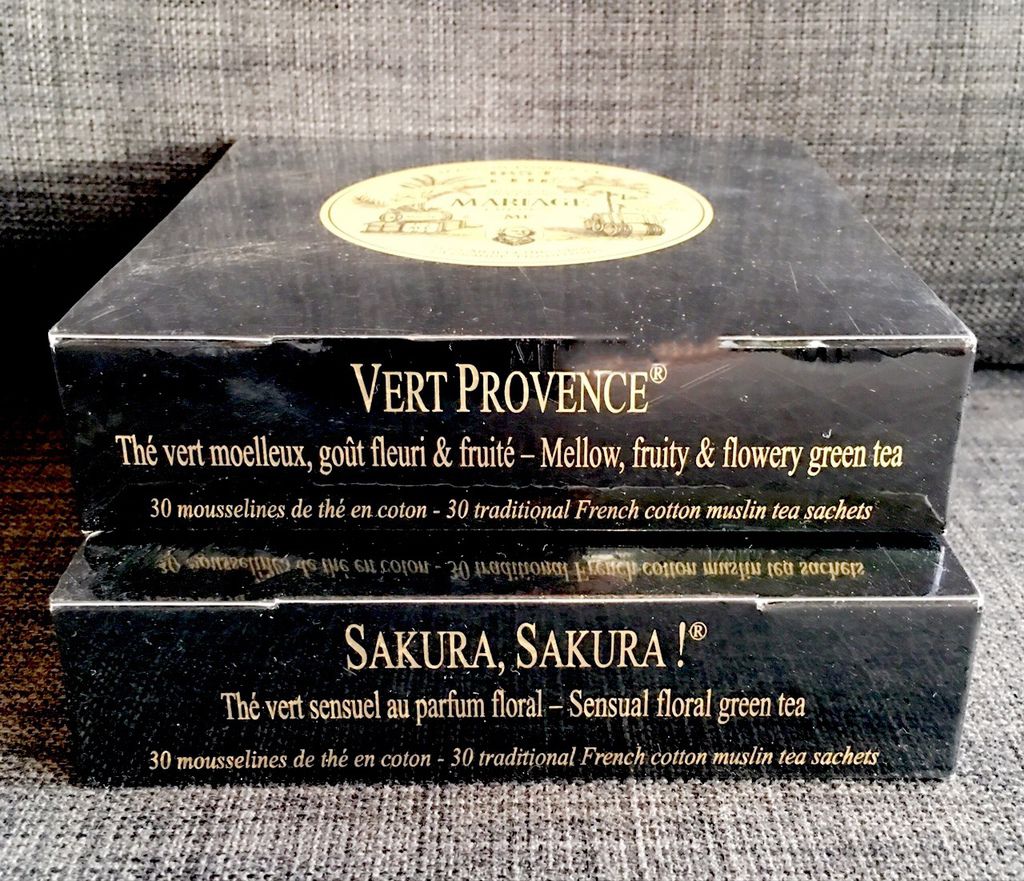 MARIAGE
VERT PROVENCE®
Thé vert moelleux, goût fleuri & fruité – Mellow, fruity & flowery green tea
30 mousselines de thé en coton - 30 traditional French cotton muslin tea sachets
SAKURA, SAKURA !®
Thé vert sensuel au parfum floral – Sensual floral green tea
30 mousselines de thé en coton - 30 traditional French cotton muslin tea sachets